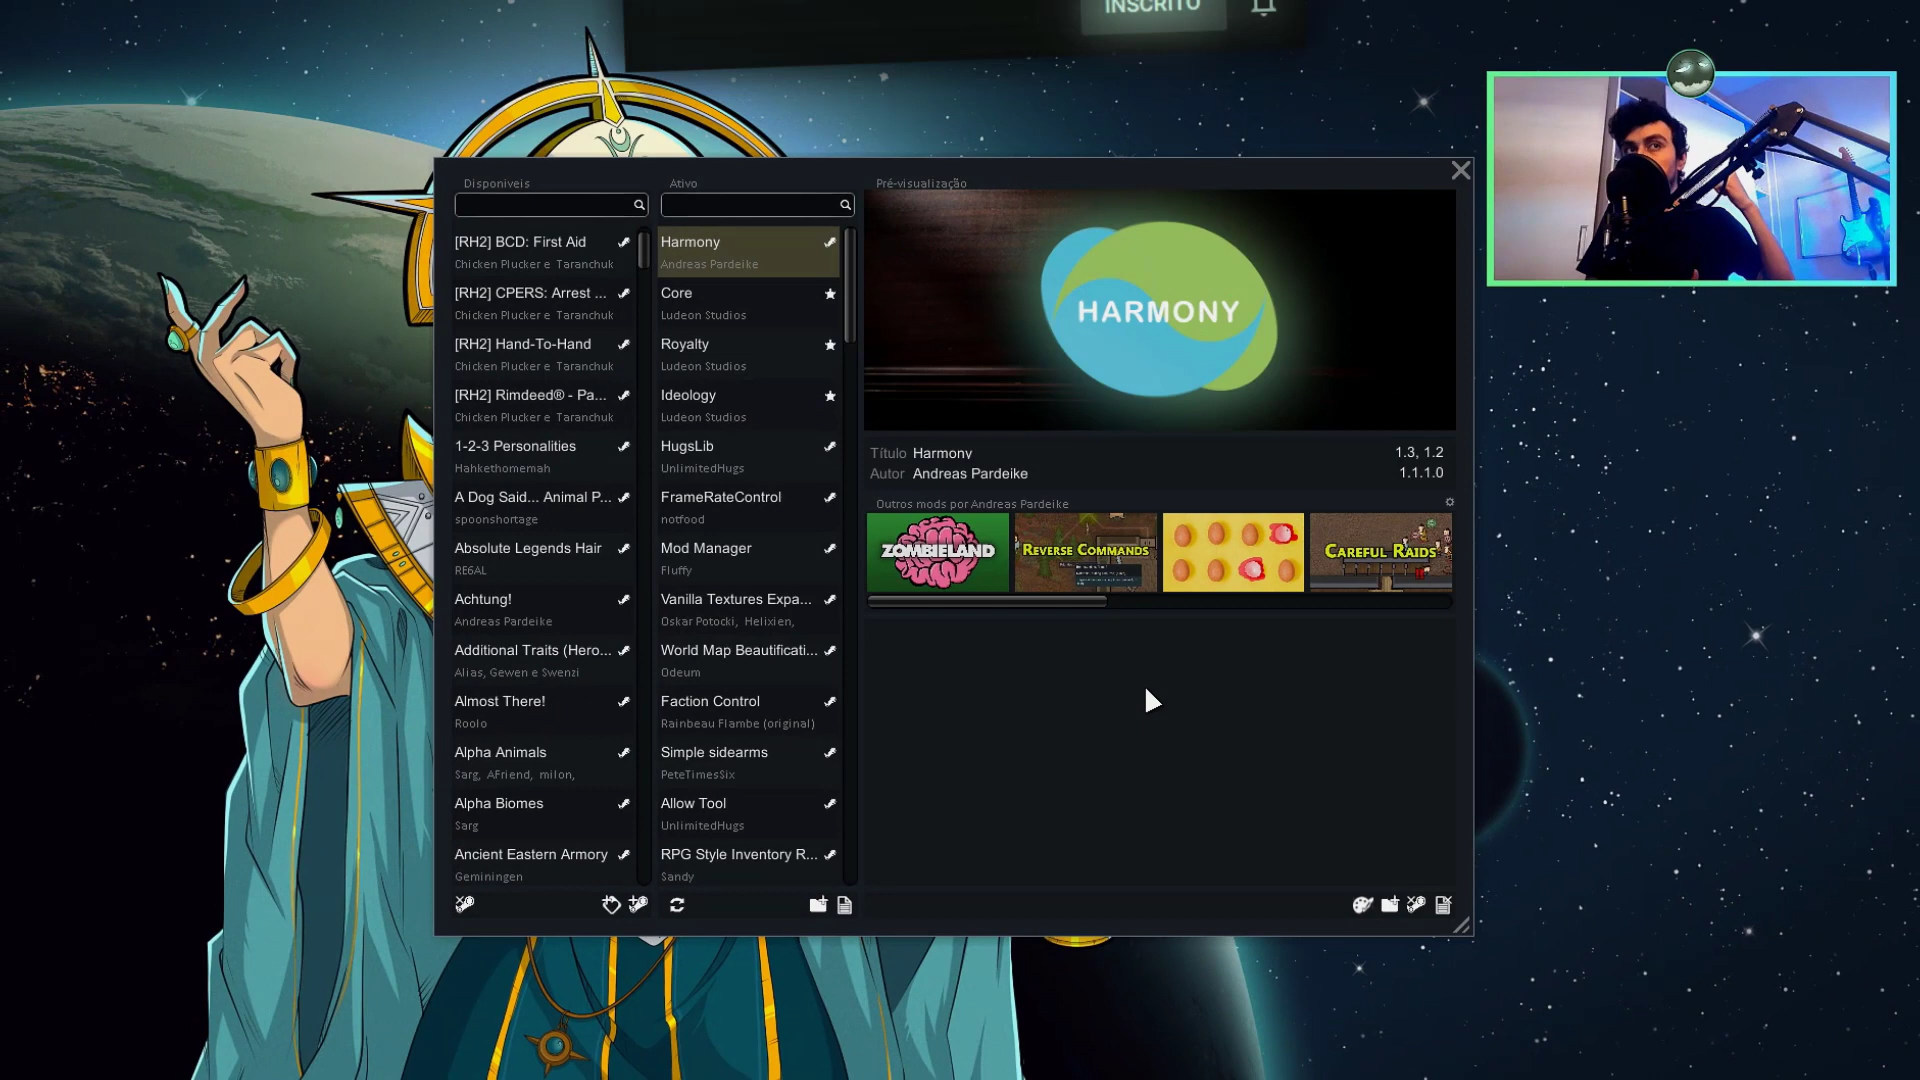 INSCRITO
Disponiveis
[RH2] BCD: First Aid
Chicken Plucker e Taranchuk
[RH2] CPERS: Arrest ...
Chicken Plucker e Taranchuk
[RH2] Hand-To-Hand
Chicken Plucker e Taranchuk
[RH2] Rimdeed® - Pa...
Chicken Plucker e Taranchuk
1-2-3 Personalities
Hahkethomemah
A Dog Said... Animal P...
spoonshortage
Absolute Legends Hair
RE6AL
Achtung!
Andreas Pardeike
Additional Traits (Hero...
Alias, Gewen e Swenzi
Almost There!
Roolo
Alpha Animals
Sarg, AFriend, milon,
Alpha Biomes
Sarg
Ancient Eastern Armory
Geminingen
Ativo
Harmony
Andreas Pardeike
Core
Ludeon Studios
Royalty
Ludeon Studios
Ideology
Ludeon Studios
HugsLib
UnlimitedHugs
FrameRateControl
notfood
Mod Manager
Fluffy
Vanilla Textures Expa...
Oskar Potocki, Helixien,
World Map Beautificati...
Odeum
Faction Control
Rainbeau Flambe (original)
Simple sidearms
PeteTimesSix
Allow Tool
UnlimitedHugs
RPG Style Inventory R...
Sandy
Pré-visualização
HARMONY
Título Harmony 1.3, 1.2
Autor Andreas Pardeike 1.1.1.0
Outros mods por Andreas Pardeike
ZOMBIELAND
REVERSE COMMANDS
CAREFUL RAIDS